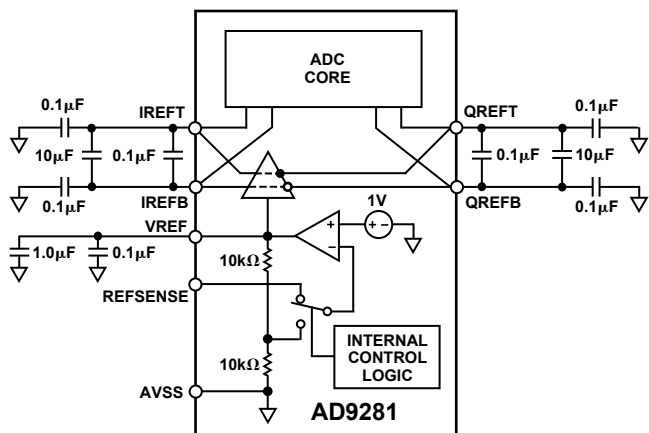 ADC
CORE
0.1μF
IREFT
QREFT
0.1μF
10μF
0.1μF
0.1μF
10μF
IREFB
QREFB
0.1μF
0.1μF
1V
VREF
+
+ −
−
1.0μF
0.1μF
10kΩ
REFSENSE
INTERNAL
CONTROL
LOGIC
10kΩ
AVSS
AD9281